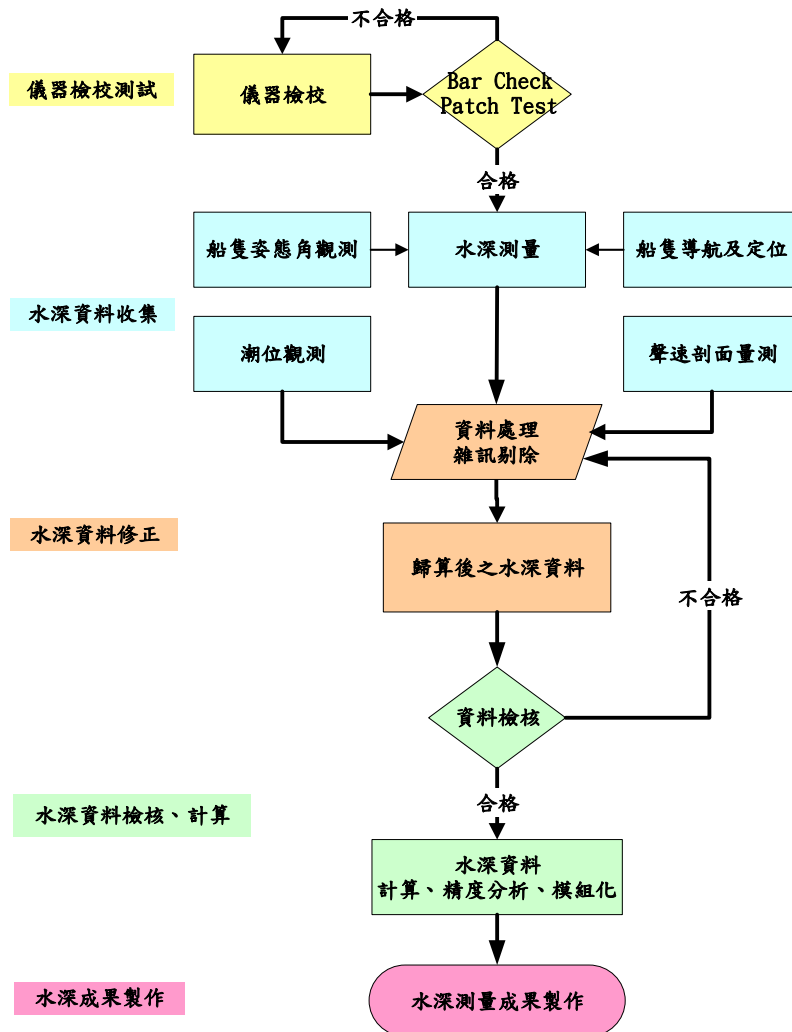 不合格
儀器檢校測試
儀器檢校
Bar Check
Patch Test
合格
船隻姿態角觀測
水深測量
船隻導航及定位
水深資料收集
潮位觀測
聲速剖面量測
資料處理
雜訊剔除
水深資料修正
歸算後之水深資料
不合格
資料檢核
合格
水深資料檢核、計算
水深資料
計算、精度分析、模組化
水深成果製作
水深測量成果製作